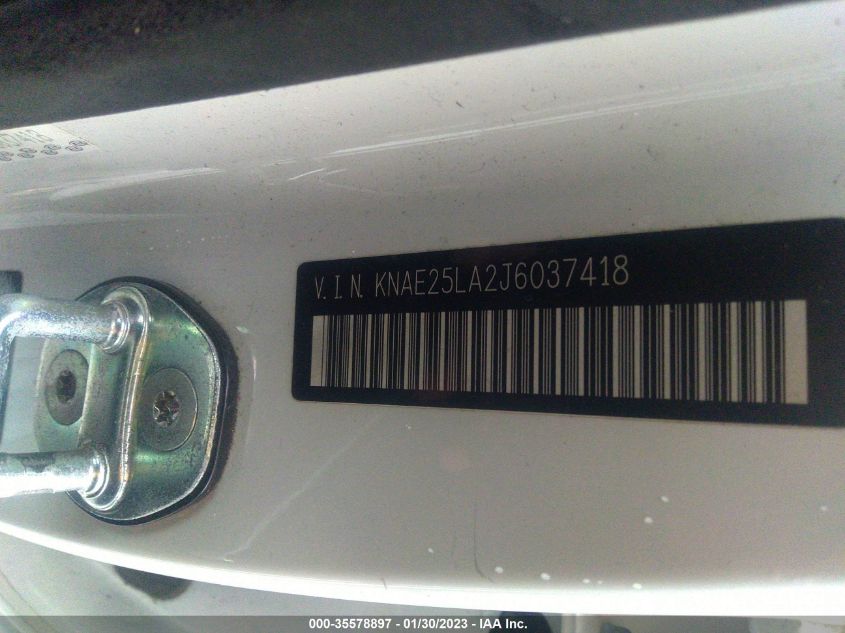 V.I.N. KNAE25LA2J6037418
000-35578897 - 01/30/2023 - IAA Inc.